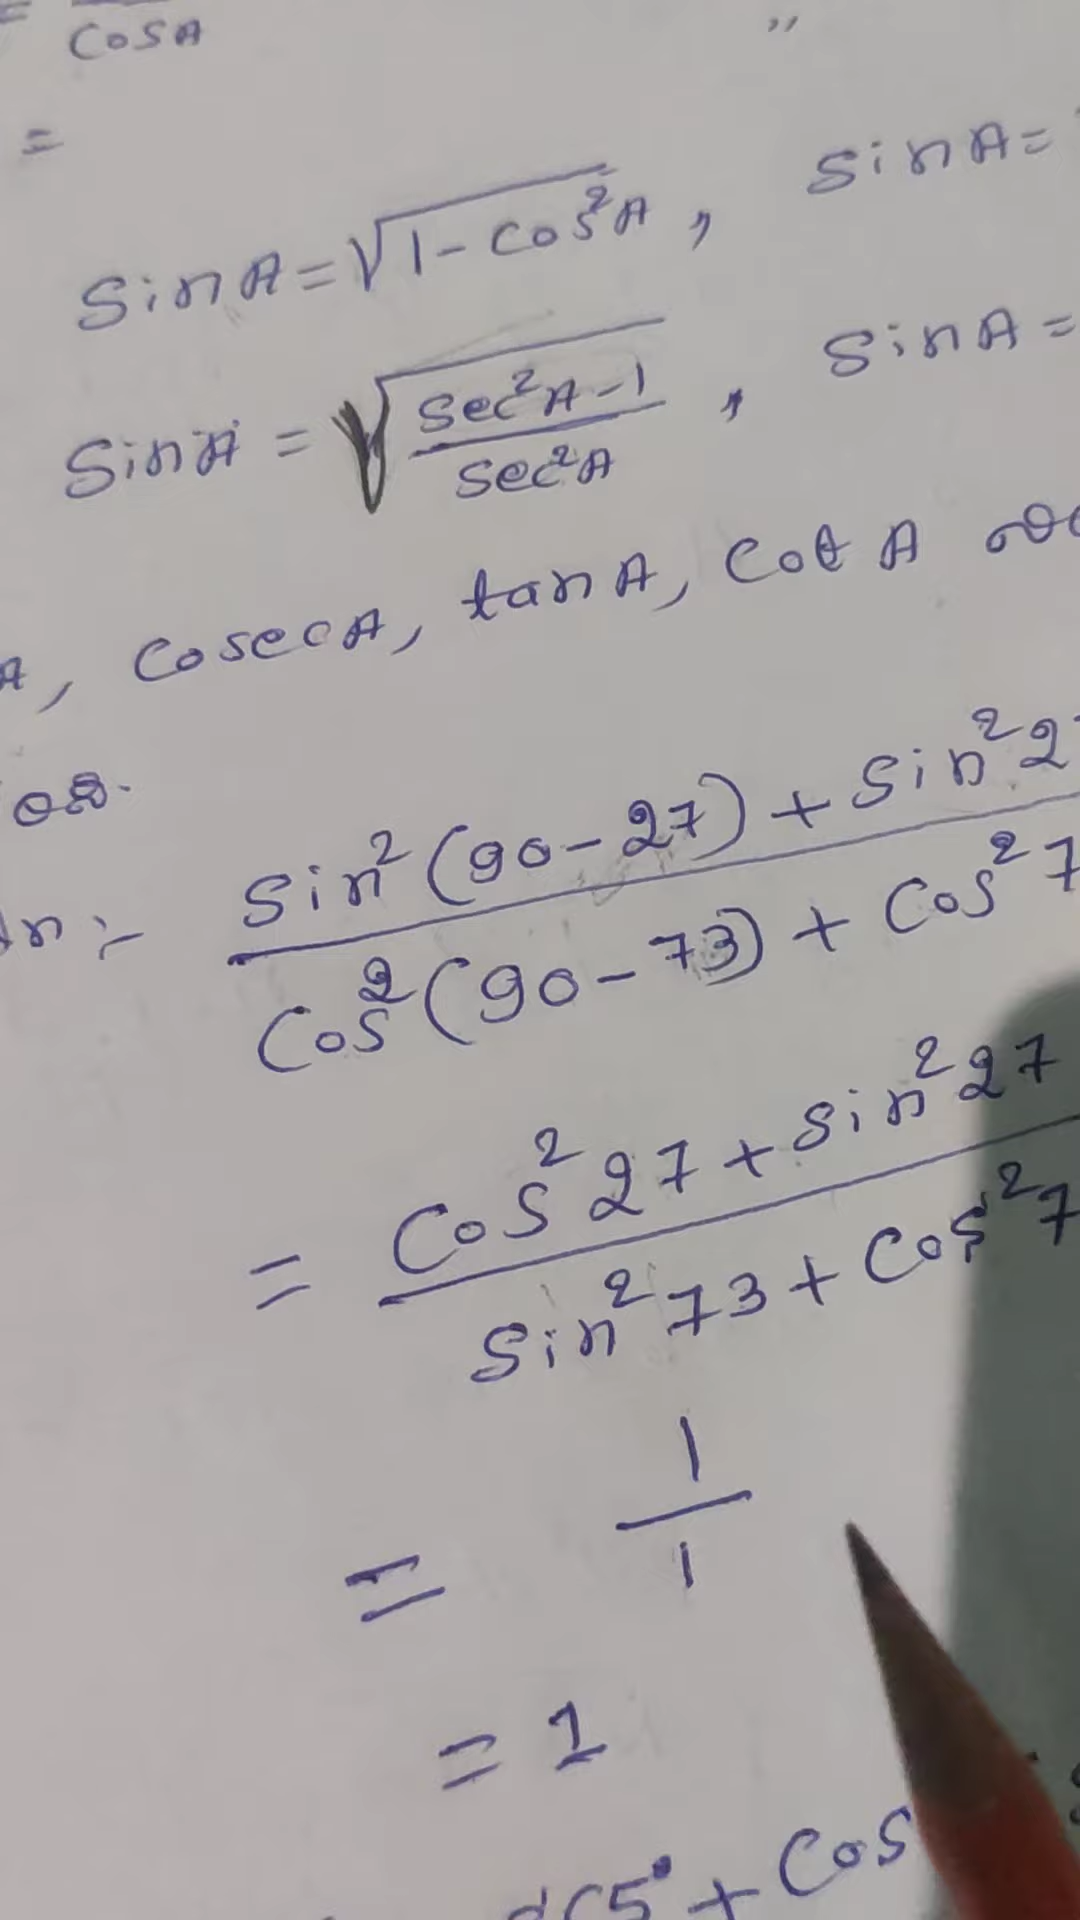 =
cosA
"
=
sinA = √1-cos²A , sinA =
sinA = √sec²A-1/sec²A , sinA =
A, cosecA, tanA, cot A
sin²(90-27) + sin²2
cos²(90-73) + cos²7
= cos²27 + sin²27
sin²73 + cos²7
= 1/1
= 1
+ cos